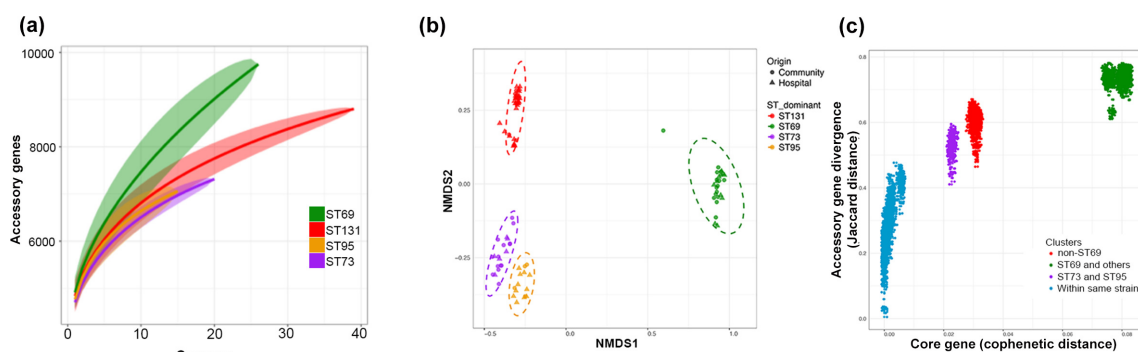 (a)
Accessory genes
10000
8000
6000
0
10
20
30
40
ST69
ST131
ST95
ST73
(b)
NMDS2
0.25
0.00
-0.25
-0.5
0.0
0.5
1.0
NMDS1
Origin
Community
Hospital
ST_dominant
ST131
ST69
ST73
ST95
(c)
Accessory gene divergence
(Jaccard distance)
0.8
0.6
0.4
0.2
0.0
0.00
0.02
0.04
0.06
0.08
Core gene (cophenetic distance)
Clusters
non-ST69
ST69 and others
ST73 and ST95
Within same strain